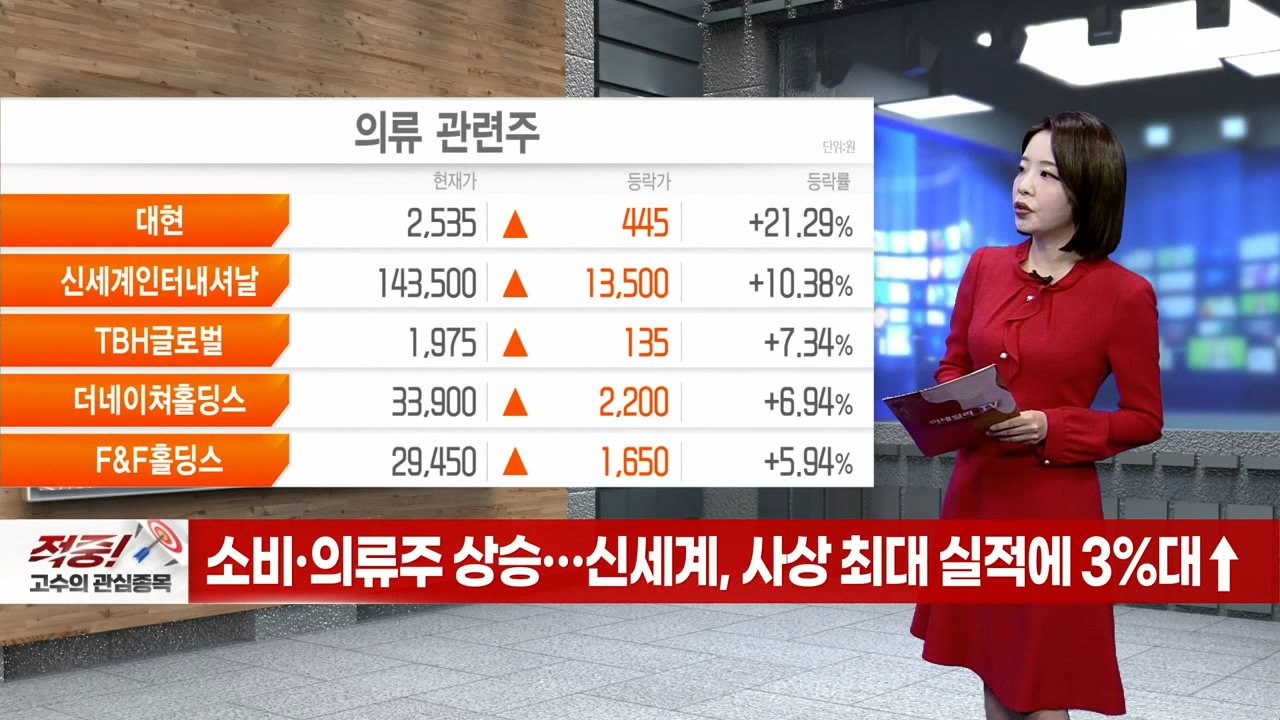 의류 관련주
단위:원
현재가 등락가 등락률
대현 2,535 ▲ 445 +21.29%
신세계인터내셔날 143,500 ▲ 13,500 +10.38%
TBH글로벌 1,975 ▲ 135 +7.34%
더네이쳐홀딩스 33,900 ▲ 2,200 +6.94%
F&F홀딩스 29,450 ▲ 1,650 +5.94%
적중!
고수의 관심종목
소비·의류주 상승…신세계, 사상 최대 실적에 3%대↑